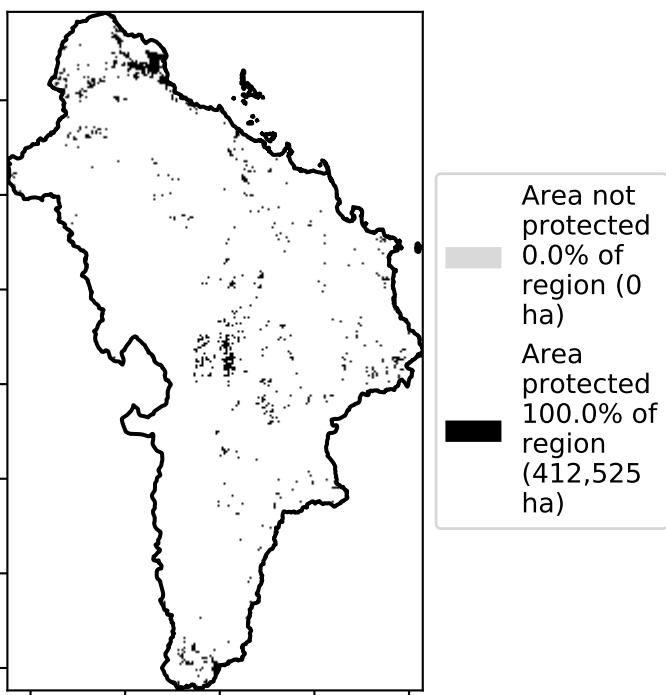 Area not
protected
0.0% of
region (0
ha)
Area
protected
100.0% of
region
(412,525
ha)